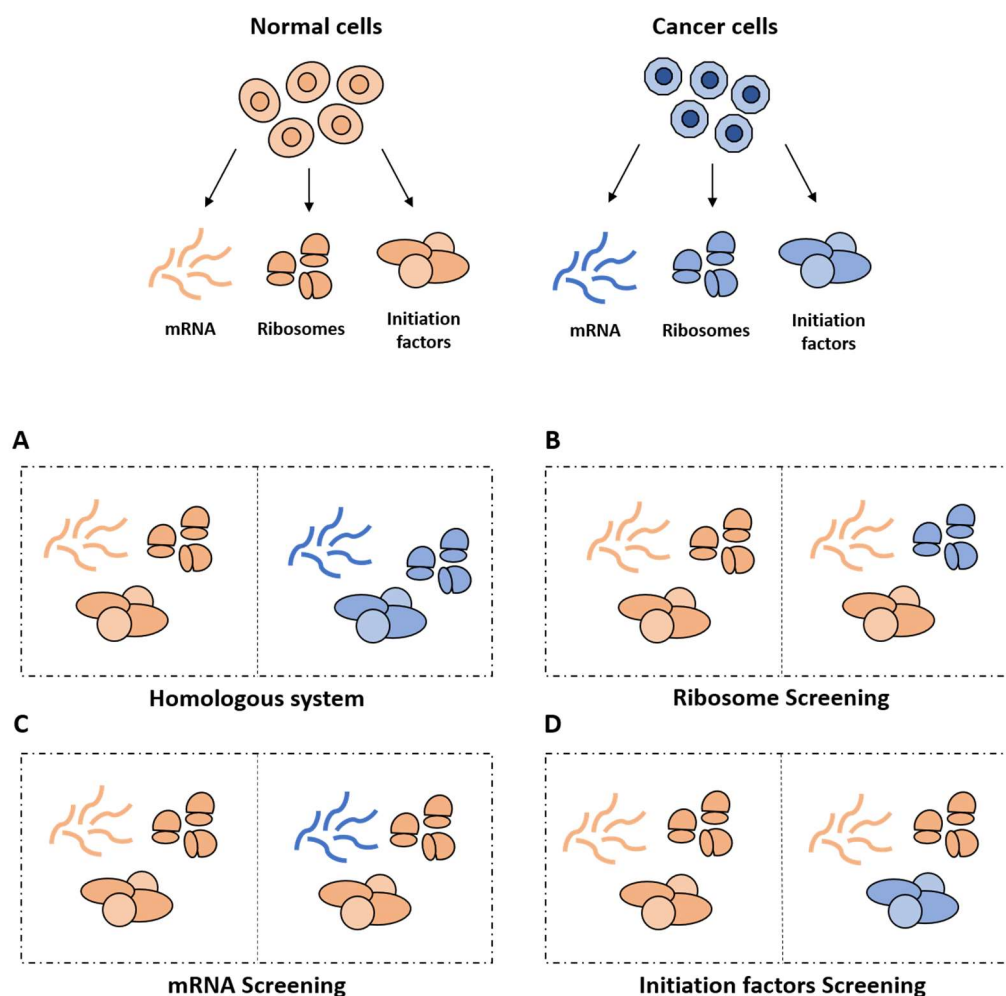 Normal cells
Cancer cells
mRNA
Ribosomes
Initiation
factors
mRNA
Ribosomes
Initiation
factors
A
B
Homologous system
Ribosome Screening
C
D
mRNA Screening
Initiation factors Screening